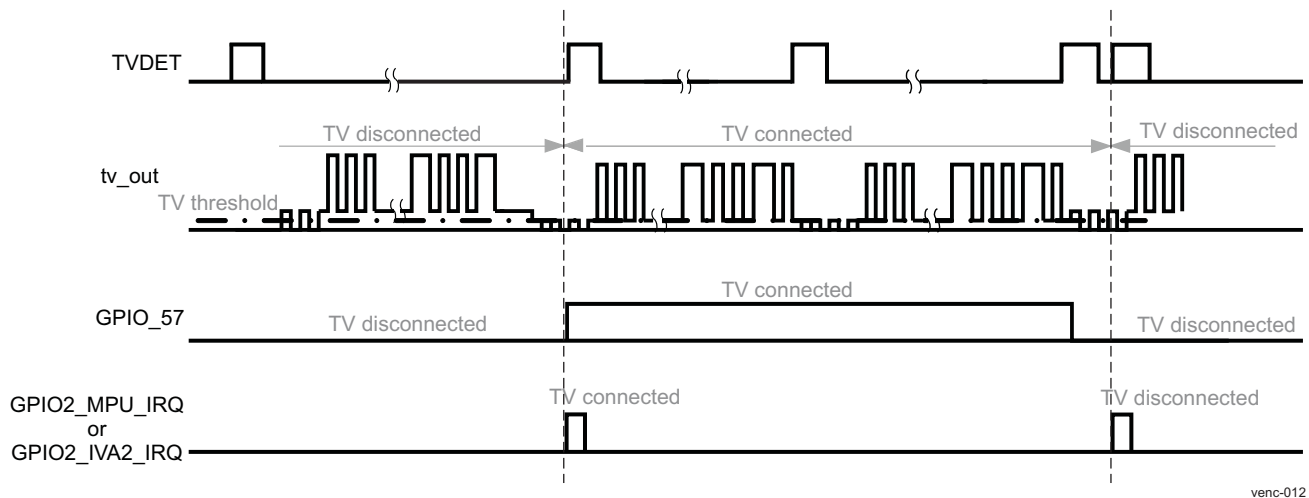 TVDET
TV disconnected
TV connected
TV disconnected
tv_out
TV threshold
TV connected
GPIO_57
TV disconnected
TV disconnected
TV connected
TV disconnected
GPIO2_MPU_IRQ
or
GPIO2_IVA2_IRQ
venc-012